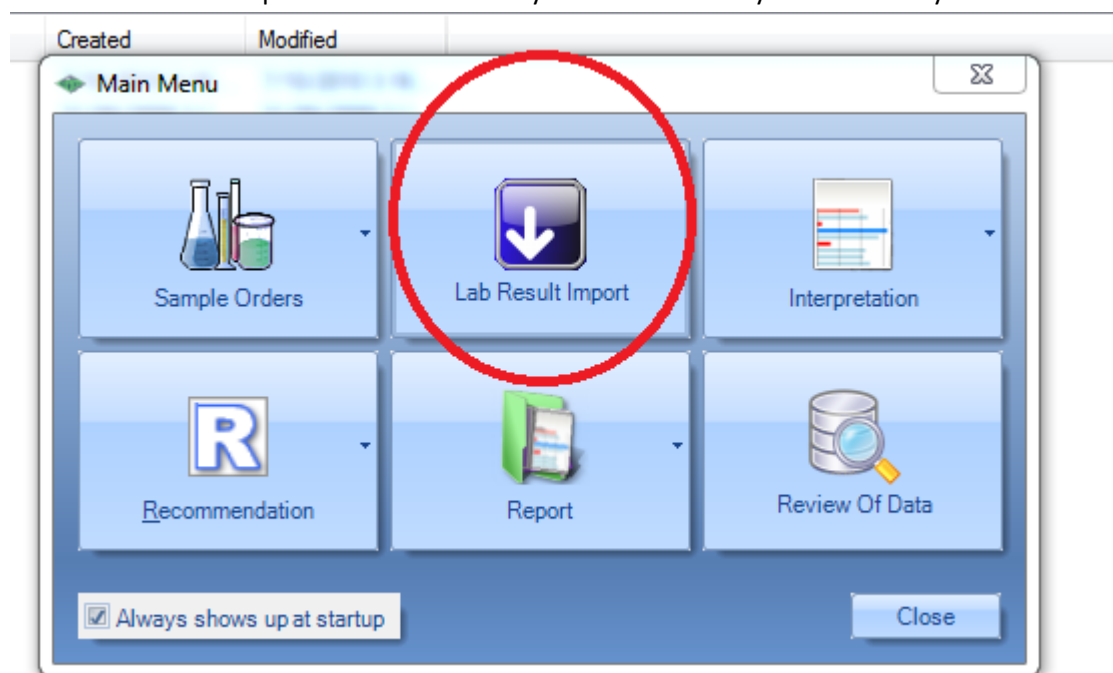 Created Modified
Main Menu
Sample Orders Lab Result Import Interpretation
Recommendation Report Review Of Data
Always shows up at startup Close